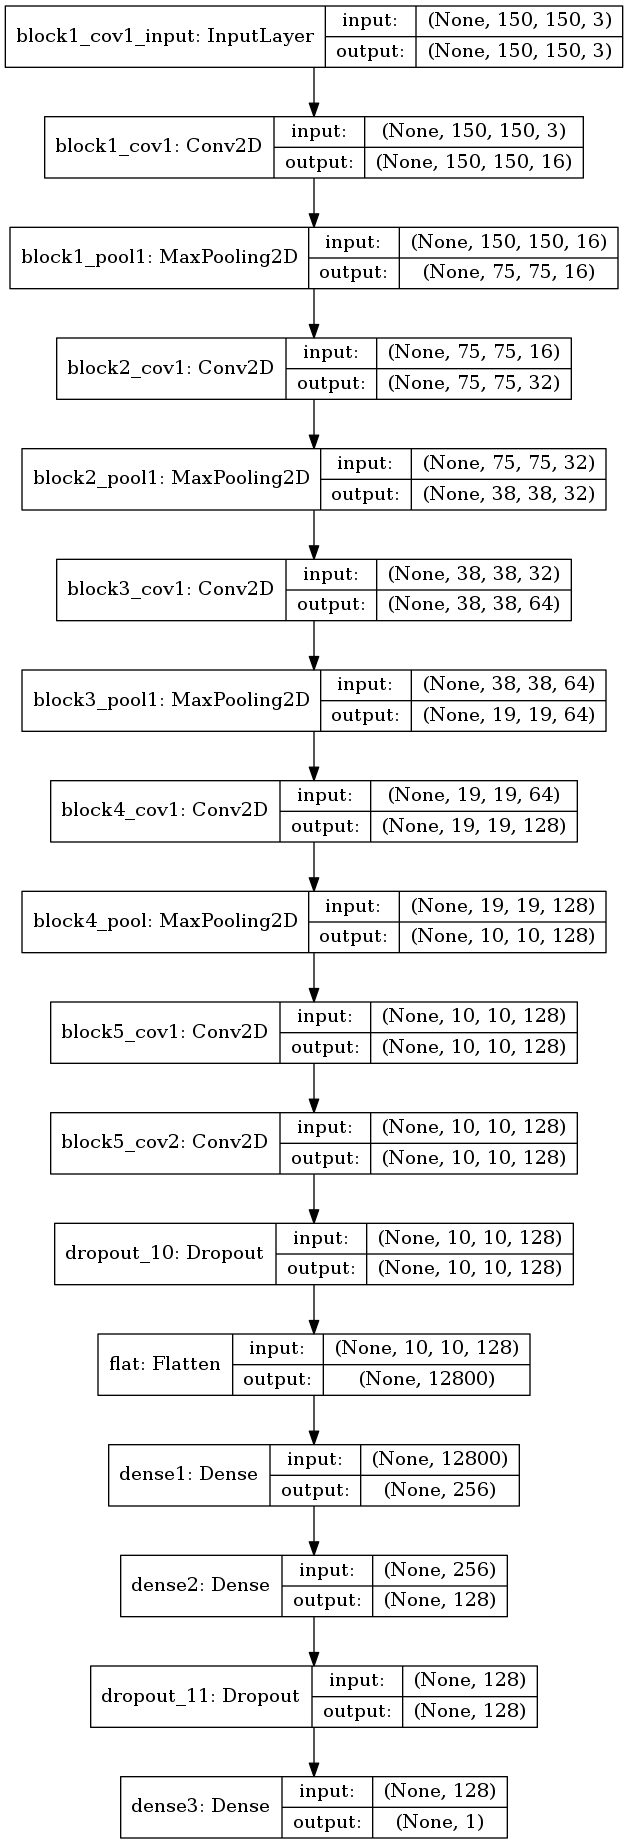 block1_cov1_input: InputLayer input: (None, 150, 150, 3)
output: (None, 150, 150, 3)
block1_cov1: Conv2D input: (None, 150, 150, 3)
output: (None, 150, 150, 16)
block1_pool1: MaxPooling2D input: (None, 150, 150, 16)
output: (None, 75, 75, 16)
block2_cov1: Conv2D input: (None, 75, 75, 16)
output: (None, 75, 75, 32)
block2_pool1: MaxPooling2D input: (None, 75, 75, 32)
output: (None, 38, 38, 32)
block3_cov1: Conv2D input: (None, 38, 38, 32)
output: (None, 38, 38, 64)
block3_pool1: MaxPooling2D input: (None, 38, 38, 64)
output: (None, 19, 19, 64)
block4_cov1: Conv2D input: (None, 19, 19, 64)
output: (None, 19, 19, 128)
block4_pool: MaxPooling2D input: (None, 19, 19, 128)
output: (None, 10, 10, 128)
block5_cov1: Conv2D input: (None, 10, 10, 128)
output: (None, 10, 10, 128)
block5_cov2: Conv2D input: (None, 10, 10, 128)
output: (None, 10, 10, 128)
dropout_10: Dropout input: (None, 10, 10, 128)
output: (None, 10, 10, 128)
flat: Flatten input: (None, 10, 10, 128)
output: (None, 12800)
dense1: Dense input: (None, 12800)
output: (None, 256)
dense2: Dense input: (None, 256)
output: (None, 128)
dropout_11: Dropout input: (None, 128)
output: (None, 128)
dense3: Dense input: (None, 128)
output: (None, 1)